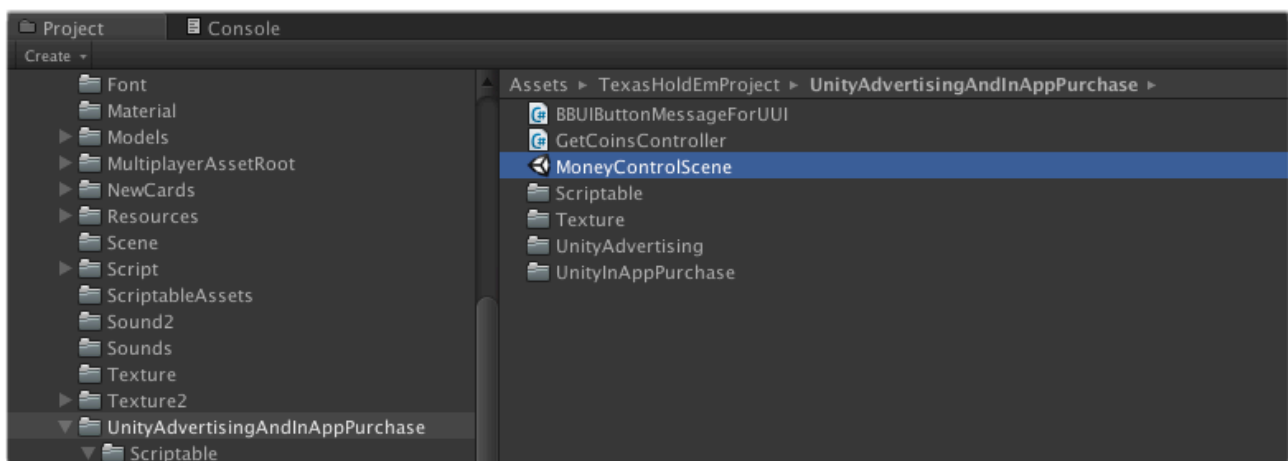 Project
Console
Create
Font
Material
Models
MultiplayerAssetRoot
NewCards
Resources
Scene
Script
ScriptableAssets
Sound2
Sounds
Texture
Texture2
UnityAdvertisingAndInAppPurchase
Scriptable
Assets ▸ TexasHoldEmProject ▸ UnityAdvertisingAndInAppPurchase ▸
BBUIButtonMessageForUUI
GetCoinsController
MoneyControlScene
Scriptable
Texture
UnityAdvertising
UnityInAppPurchase